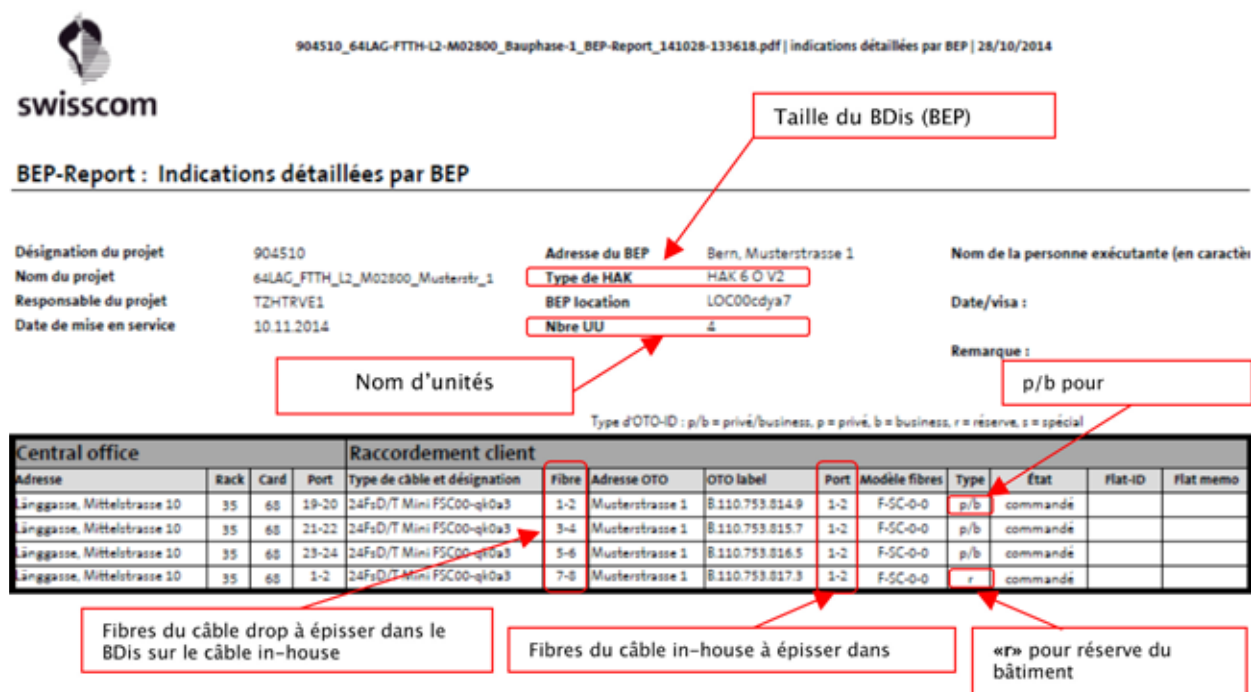 904510_64LAG-FTTH-L2-M02800_Bauphase-1_BEP-Report_141028-133618.pdf | indications détaillées par BEP | 28/10/2014
swisscom
Taille du BDis (BEP)
BEP-Report : Indications détaillées par BEP
Désignation du projet 904510 Adresse du BEP Bern, Musterstrasse 1 Nom de la personne exécutante (en caractèr
Nom du projet 64LAG_FTTH_L2_M02800_Musterstr_1 Type de HAK HAK 6 O V2
Responsable du projet TZHTRVE1 BEP location LOC00cdya7 Date/visa :
Date de mise en service 10.11.2014 Nbre UU 4
Remarque :
Nom d'unités
p/b pour
Type d'OTO-ID : p/b = privé/business, p = privé, b = business, r = réserve, s = spécial
Central office Raccordement client
Adresse Rack Card Port Type de câble et désignation Fibre Adresse OTO OTO label Port Modèle fibres Type État Flat-ID Flat memo
Länggasse, Mittelstrasse 10 35 68 19-20 24FsD/T Mini FSC00-qk0a3 1-2 Musterstrasse 1 B.110.753.814.9 1-2 F-SC-0-0 p/b commandé
Länggasse, Mittelstrasse 10 35 68 21-22 24FsD/T Mini FSC00-qk0a3 3-4 Musterstrasse 1 B.110.753.815.7 1-2 F-SC-0-0 p/b commandé
Länggasse, Mittelstrasse 10 35 68 23-24 24FsD/T Mini FSC00-qk0a3 5-6 Musterstrasse 1 B.110.753.816.5 1-2 F-SC-0-0 p/b commandé
Länggasse, Mittelstrasse 10 35 68 1-2 24FsD/T Mini FSC00-qk0a3 7-8 Musterstrasse 1 B.110.753.817.3 1-2 F-SC-0-0 r commandé
Fibres du câble drop à épisser dans le
BDis sur le câble in-house
Fibres du câble in-house à épisser dans
«r» pour réserve du
bâtiment